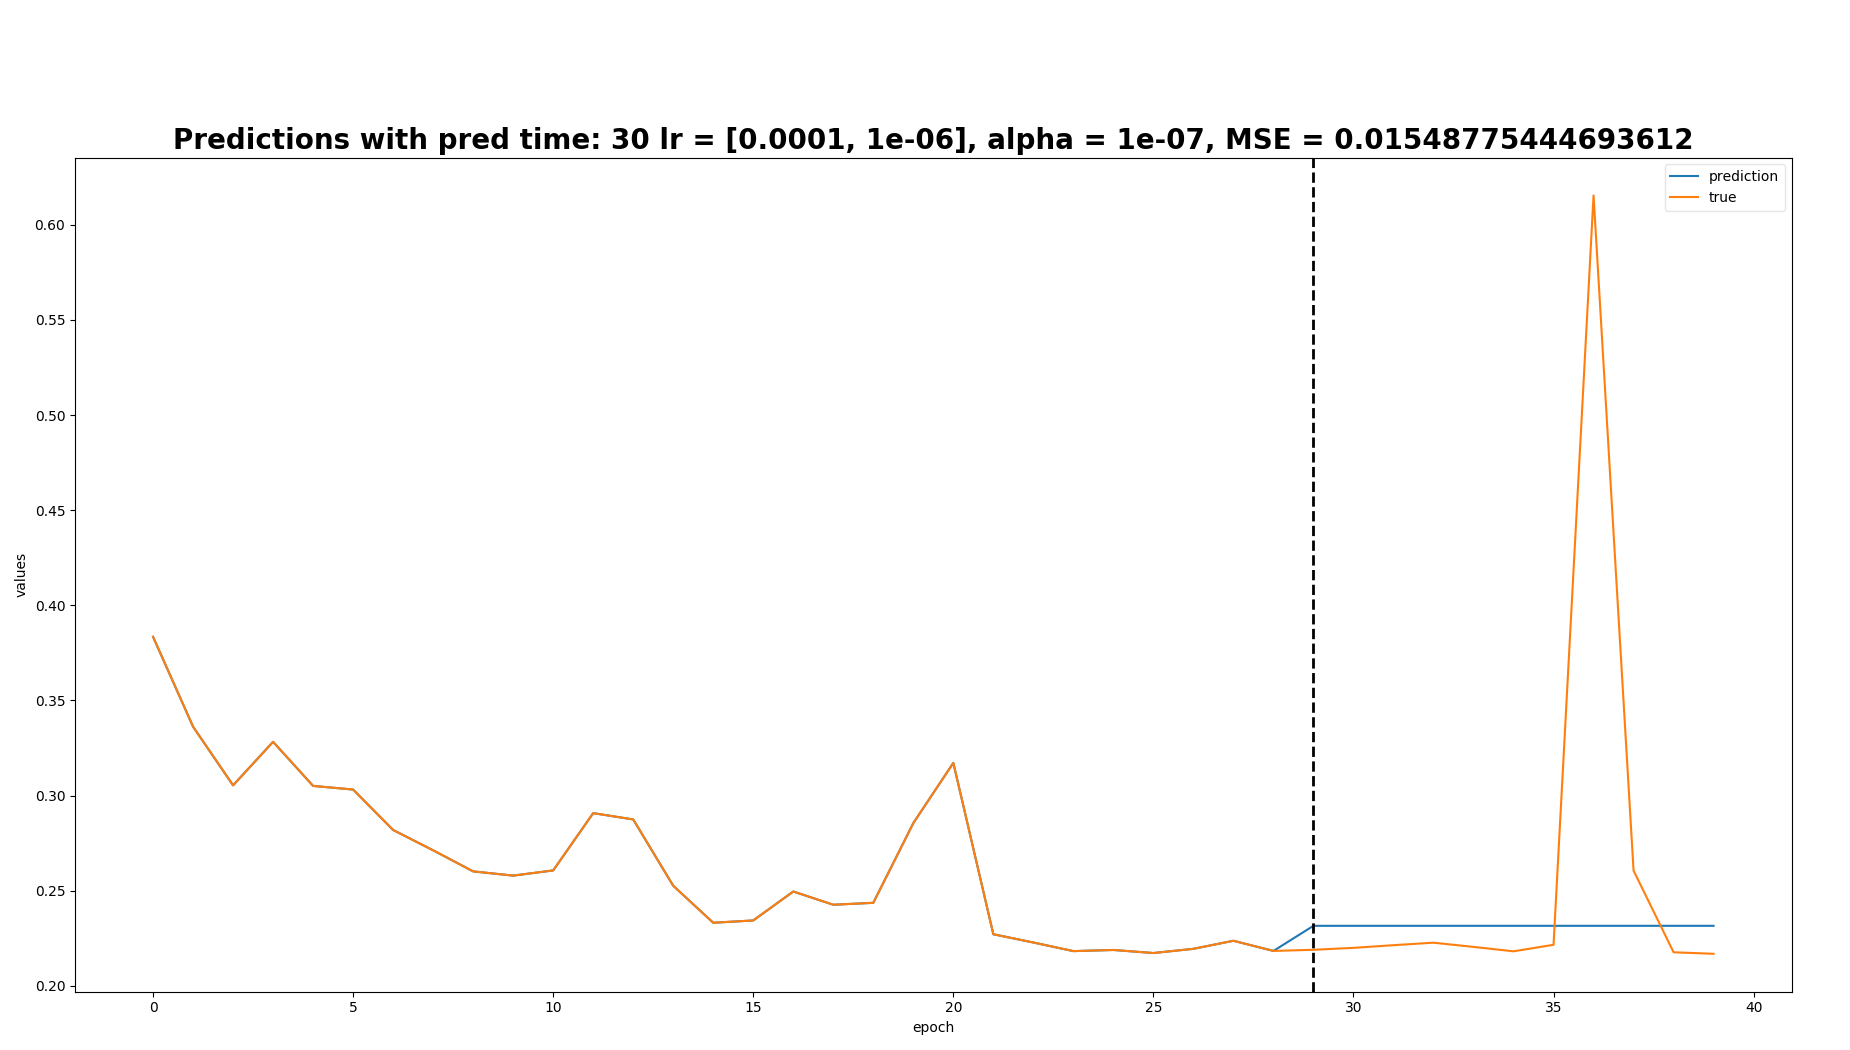 Predictions with pred time: 30 lr = [0.0001, 1e-06], alpha = 1e-07, MSE = 0.01548775444693612
prediction
true
0.60
0.55
0.50
0.45
0.40
0.35
0.30
0.25
0.20
values
0 5 10 15 20 25 30 35 40
epoch